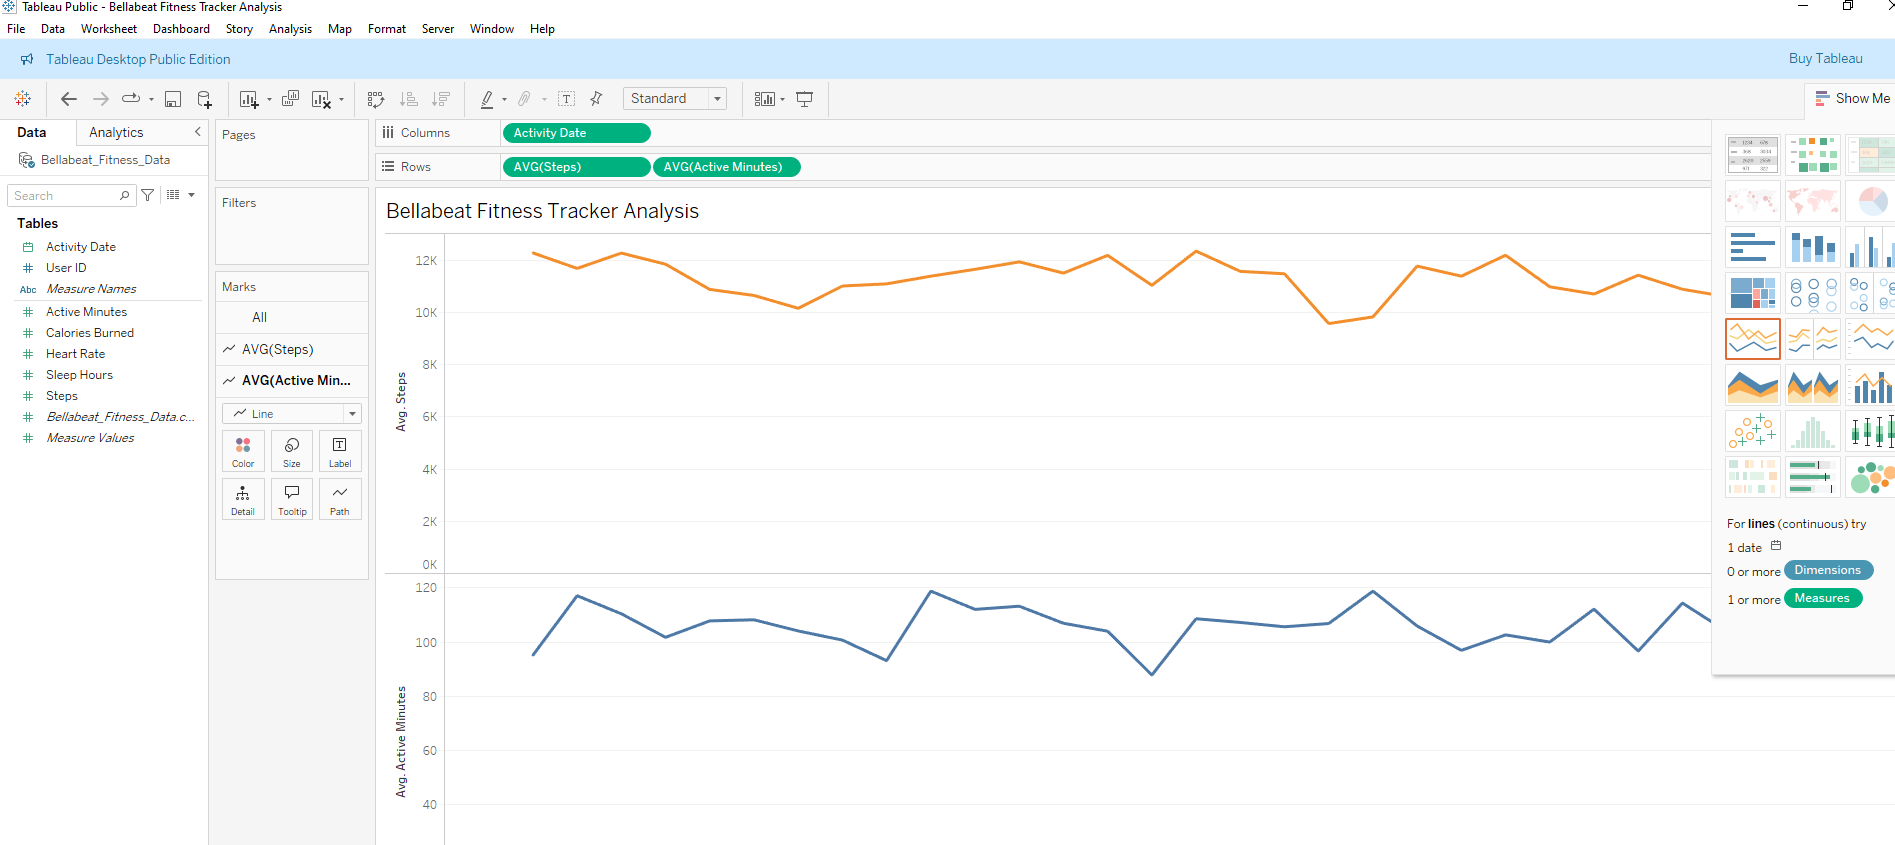 Tableau Public - Bellabeat Fitness Tracker Analysis
File Data Worksheet Dashboard Story Analysis Map Format Server Window Help
Tableau Desktop Public Edition
Buy Tableau
Standard
Show Me
Data
Analytics
Bellabeat_Fitness_Data
Search
Tables
Activity Date
User ID
Abc Measure Names
Active Minutes
Calories Burned
Heart Rate
Sleep Hours
Steps
Bellabeat_Fitness_Data.c...
Measure Values
Pages
Filters
Marks
All
AVG(Steps)
AVG(Active Min...
Line
Color Size Label
Detail Tooltip Path
Columns Activity Date
Rows AVG(Steps) AVG(Active Minutes)
Bellabeat Fitness Tracker Analysis
12K
10K
8K
6K
4K
2K
0K
Avg. Steps
120
100
80
60
40
Avg. Active Minutes
For lines (continuous) try
1 date
0 or more Dimensions
1 or more Measures